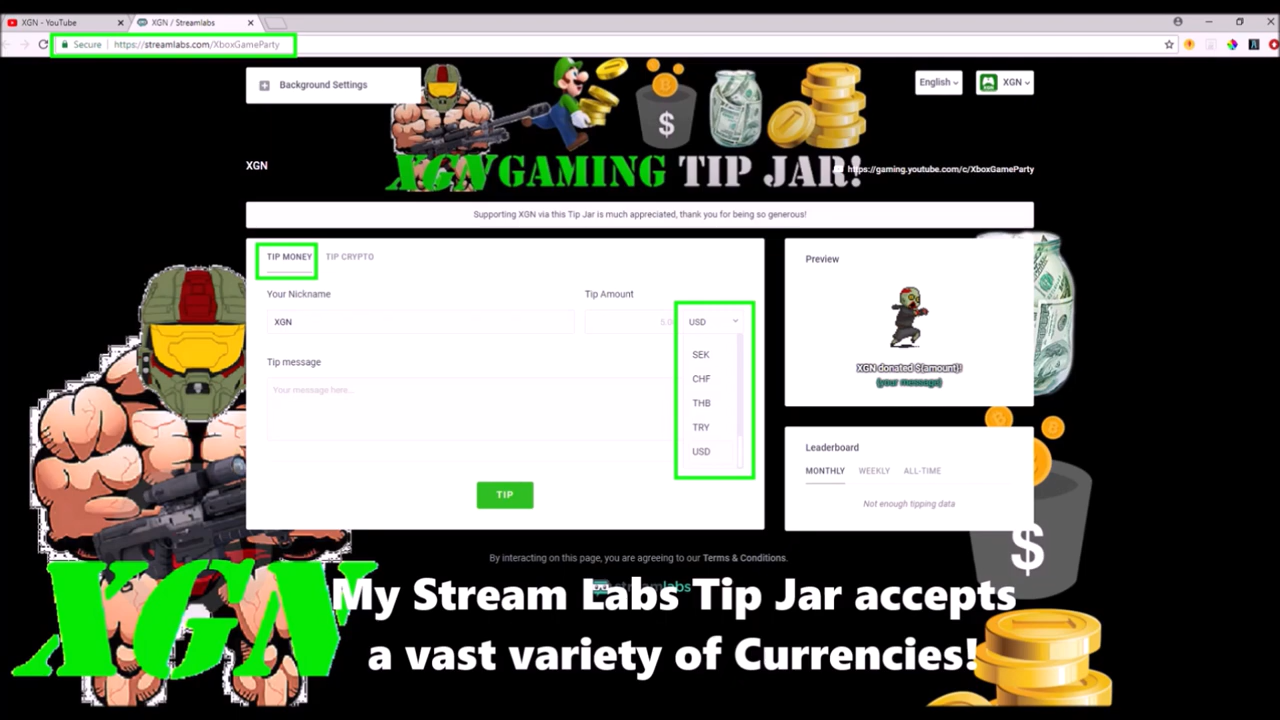 XGN - YouTube
XGN / Streamlabs
Secure
https://streamlabs.com/XboxGameParty
Background Settings
$
English
XGN
XGN
XGNGAMING TIP JAR!
https://gaming.youtube.com/c/XboxGameParty
Supporting XGN via this Tip Jar is much appreciated, thank you for being so generous!
TIP MONEY
TIP CRYPTO
Your Nickname
Tip Amount
XGN
USD
SEK
CHF
THB
TRY
USD
Tip message
Your message here...
TIP
Preview
XGN donated ${amount}!
{your message}
Leaderboard
MONTHLY
WEEKLY
ALL-TIME
Not enough tipping data
$
By interacting on this page, you are agreeing to our Terms & Conditions.
XGN
My Stream Labs Tip Jar accepts
a vast variety of Currencies!